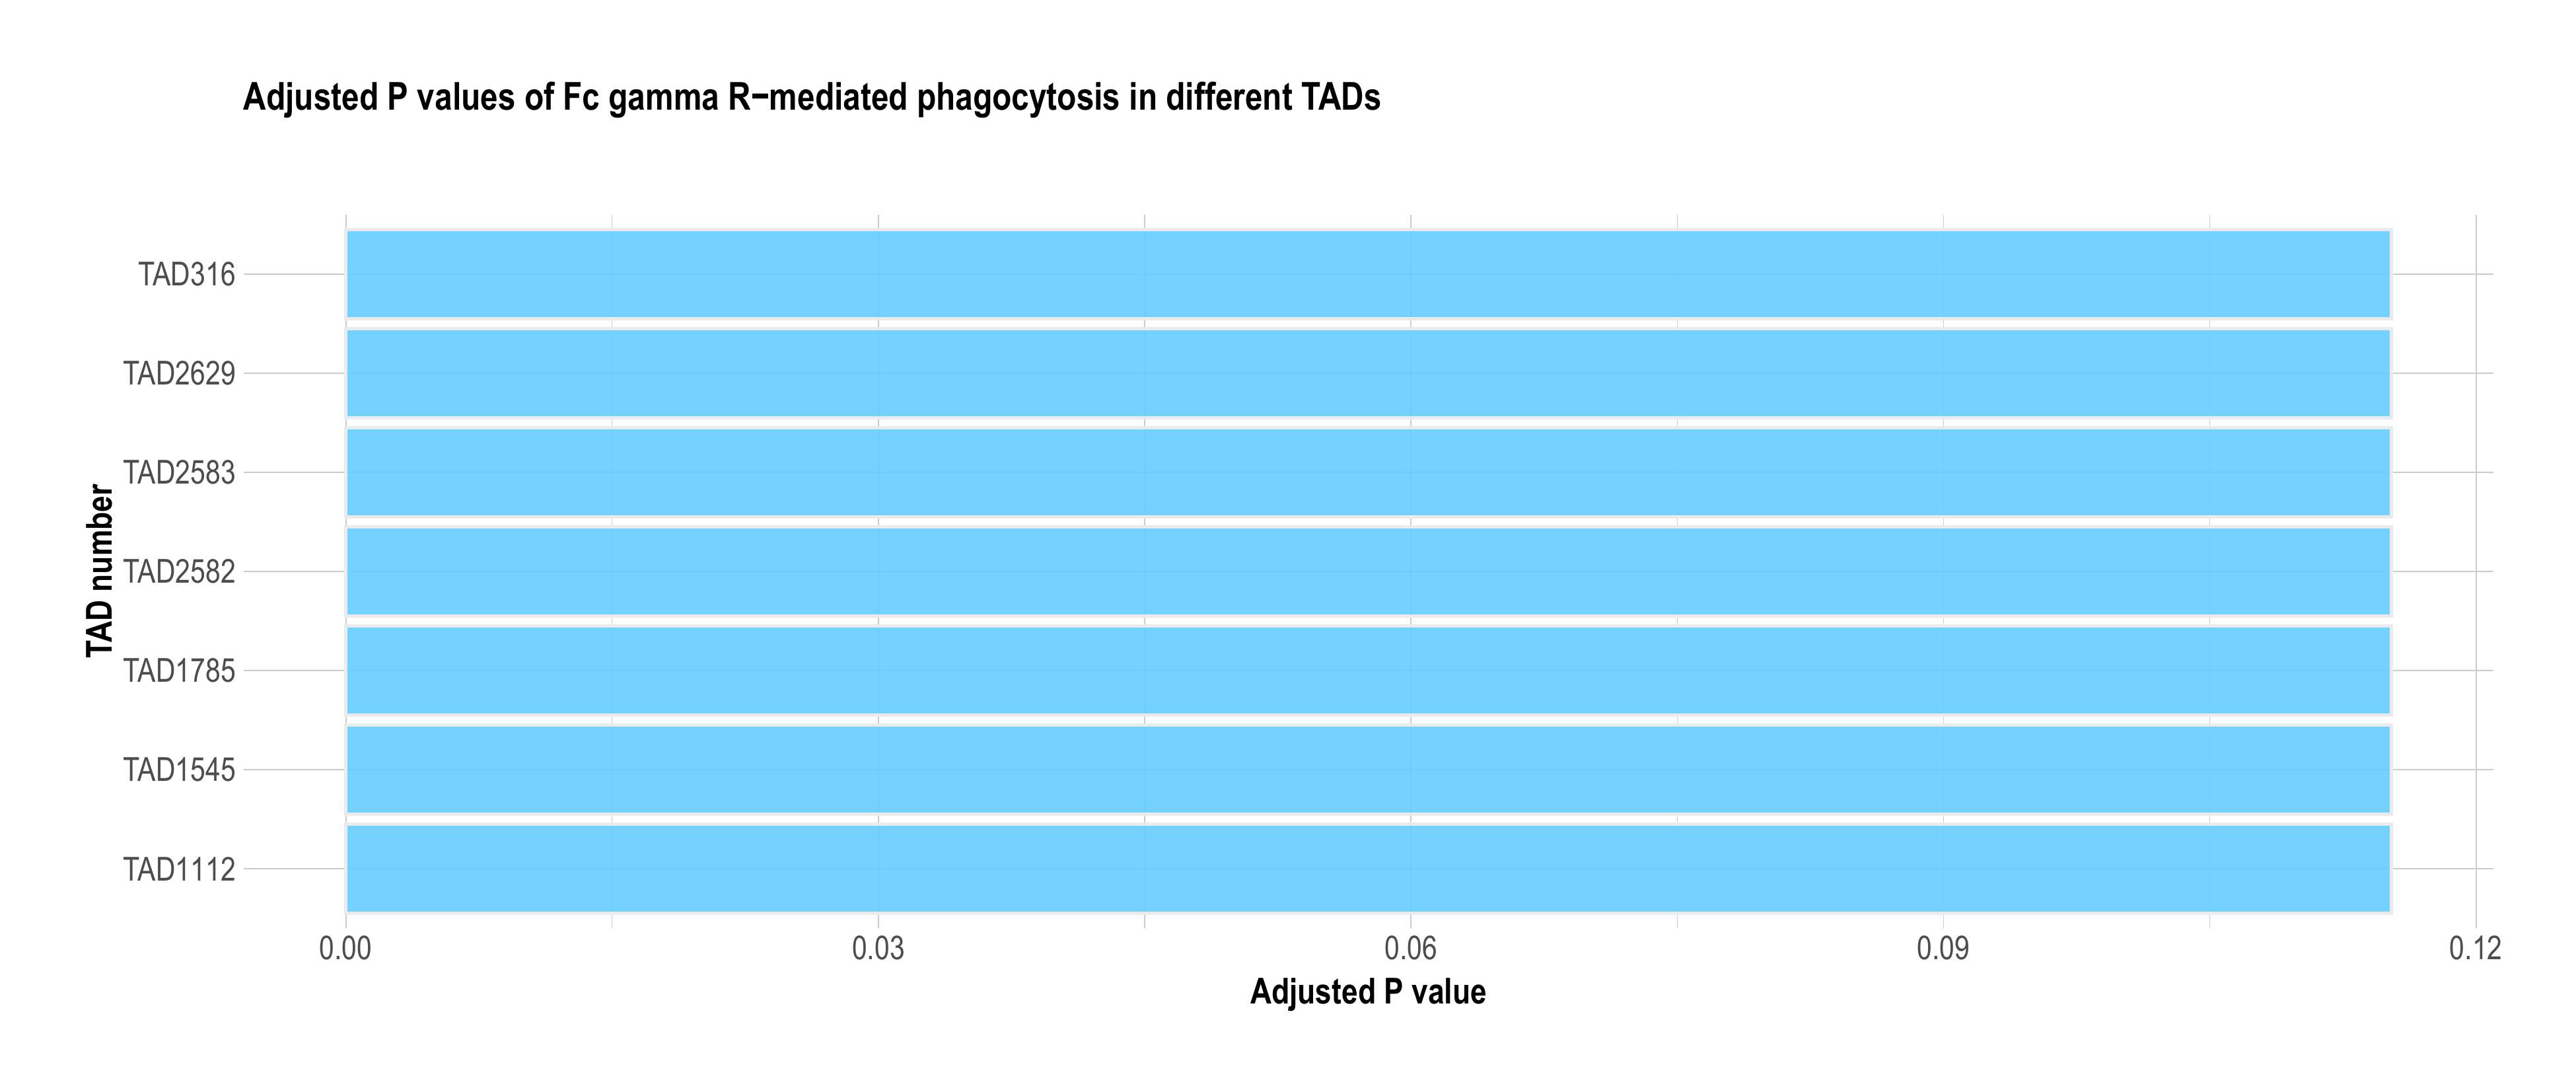 Adjusted P values of Fc gamma R−mediated phagocytosis in different TADs
TAD316
TAD2629
TAD2583
TAD2582
TAD1785
TAD1545
TAD1112
TAD number
0.00 0.03 0.06 0.09 0.12
Adjusted P value